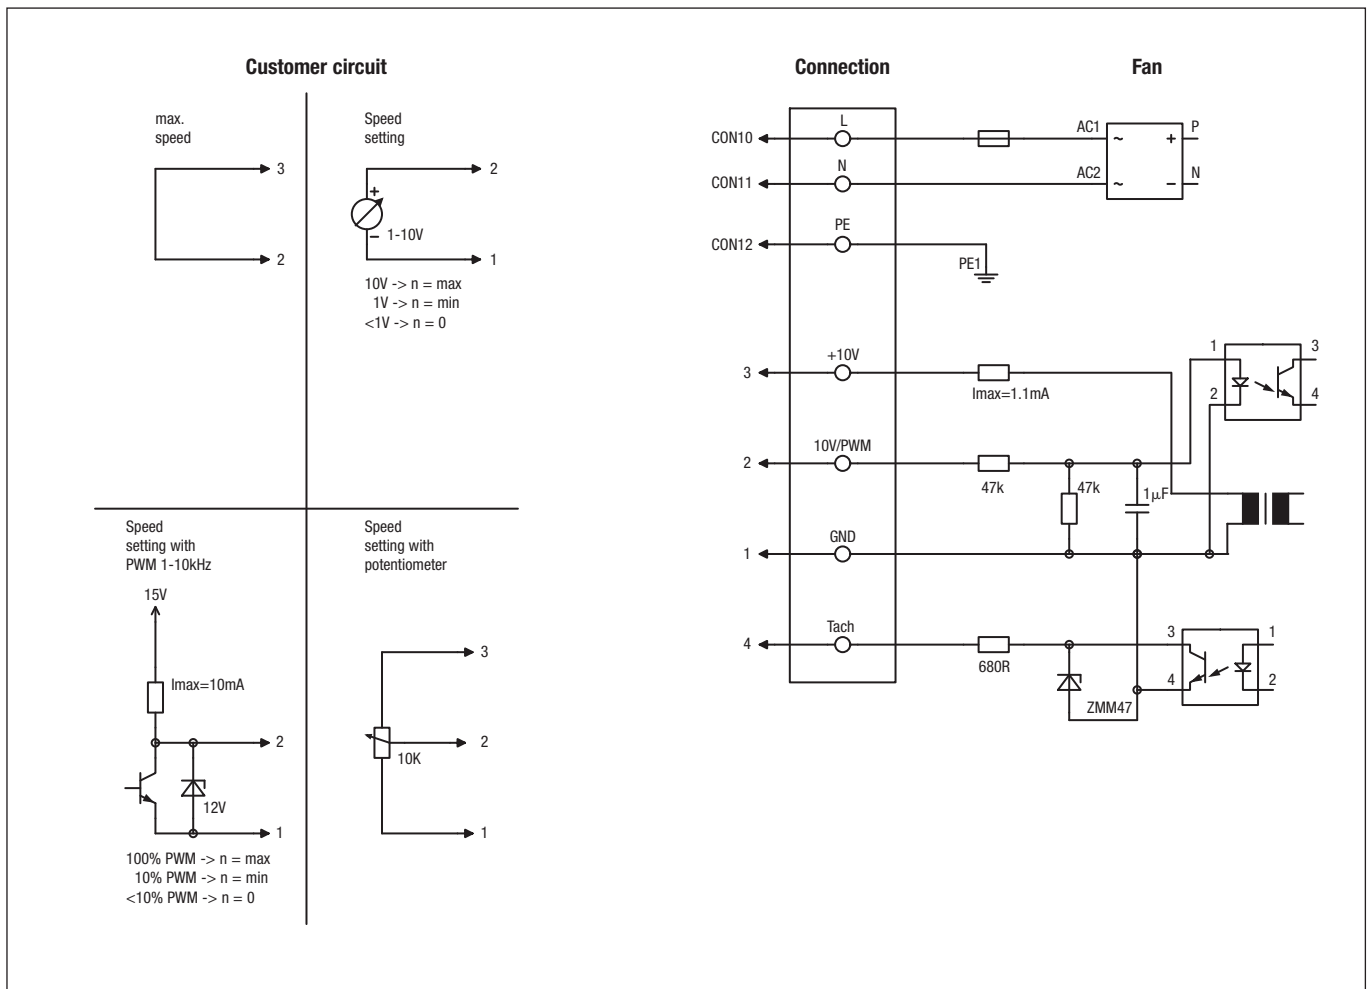 Customer circuit
max.
speed
3
2
Speed
setting
2
+
− 1-10V
1
10V -> n = max
1V -> n = min
<1V -> n = 0
Speed
setting with
PWM 1-10kHz
15V
Imax=10mA
2
12V
1
100% PWM -> n = max
10% PWM -> n = min
<10% PWM -> n = 0
Speed
setting with
potentiometer
3
2
10K
1
Connection
Fan
CON10
L
AC1
~
+
P
CON11
N
AC2
~
−
N
CON12
PE
PE1
3
+10V
Imax=1.1mA
1
2
3
4
2
10V/PWM
47k
47k
1µF
1
GND
4
Tach
680R
ZMM47
3
4
1
2